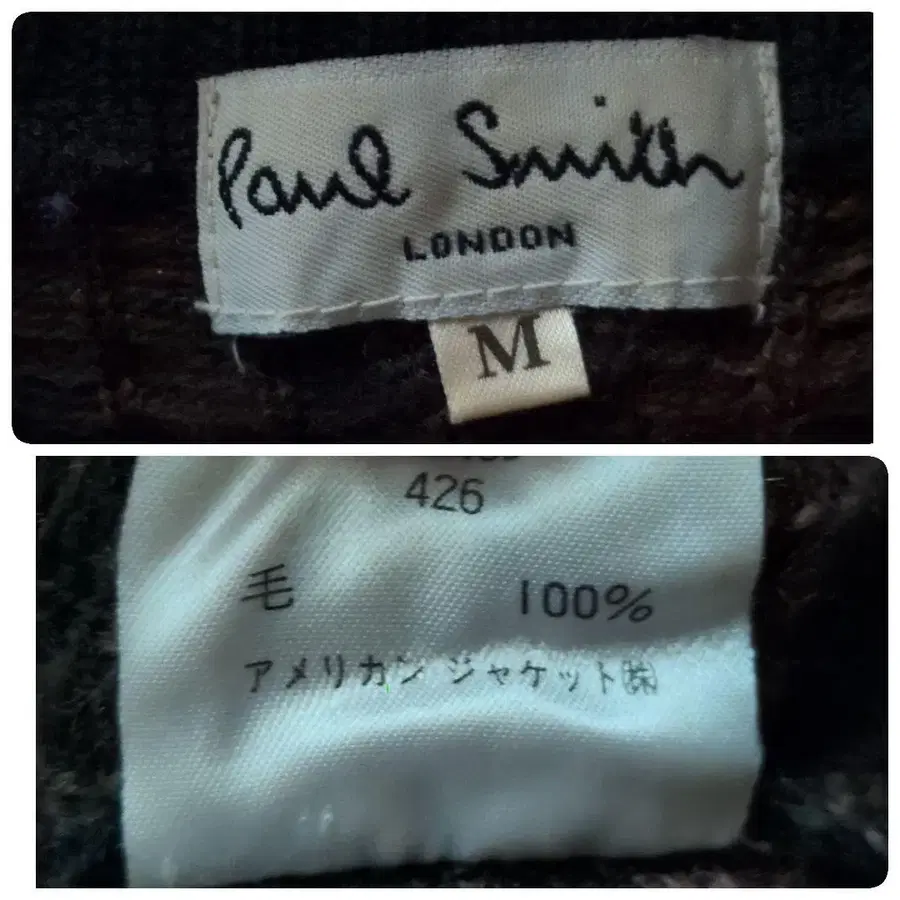 Paul Smith
LONDON
M
426
毛 100%
アメリカン ジャケット㈱